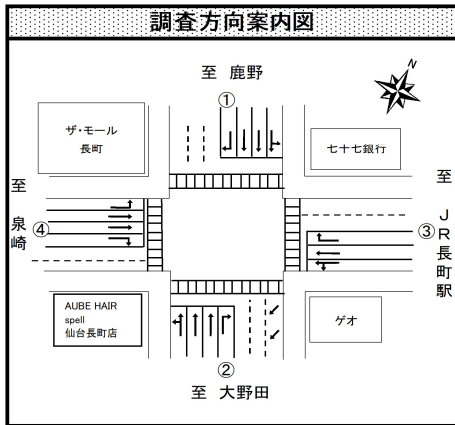 調査方向案内図
至 鹿野
N
①
ザ・モール
長町
七十七銀行
至 泉崎
④
至 JR長町駅
③
AUBE HAIR
spell
仙台長町店
ゲオ
②
至 大野田